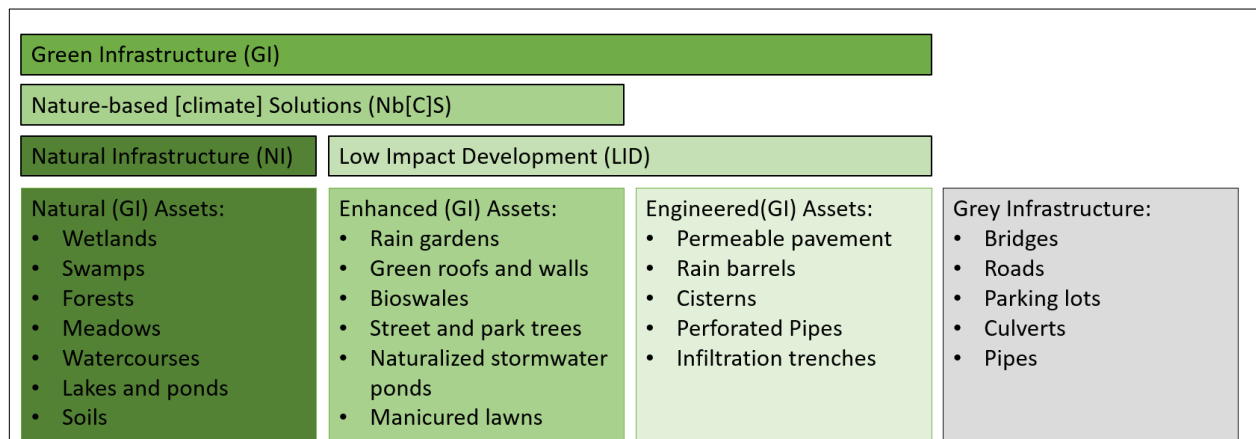 Green Infrastructure (GI)
Nature-based [climate] Solutions (Nb[C]S)
Natural Infrastructure (NI)
Low Impact Development (LID)
Natural (GI) Assets:
• Wetlands
• Swamps
• Forests
• Meadows
• Watercourses
• Lakes and ponds
• Soils
Enhanced (GI) Assets:
• Rain gardens
• Green roofs and walls
• Bioswales
• Street and park trees
• Naturalized stormwater
ponds
• Manicured lawns
Engineered(GI) Assets:
• Permeable pavement
• Rain barrels
• Cisterns
• Perforated Pipes
• Infiltration trenches
Grey Infrastructure:
• Bridges
• Roads
• Parking lots
• Culverts
• Pipes